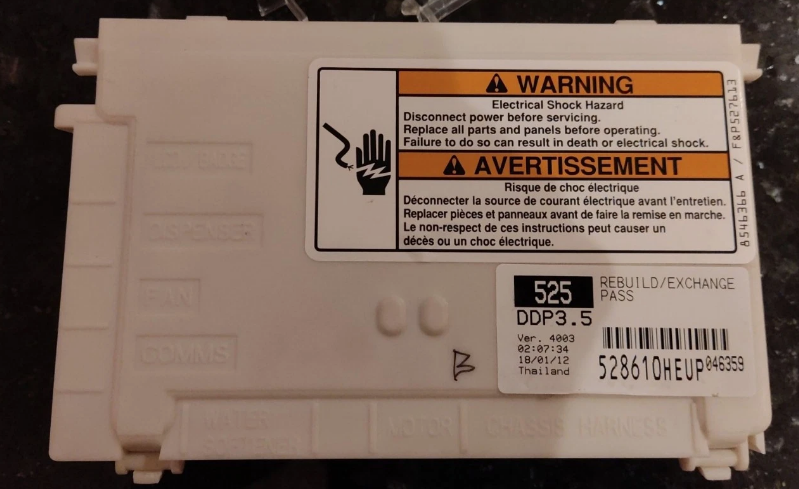 WARNING
Electrical Shock Hazard
Disconnect power before servicing.
Replace all parts and panels before operating.
Failure to do so can result in death or electrical shock.
AVERTISSEMENT
Risque de choc électrique
Déconnecter la source de courant électrique avant l'entretien.
Replacer pièces et panneaux avant de faire la remise en marche.
Le non-respect de ces instructions peut causer un
décès ou un choc électrique.
8546366 A / F&P527613
525
REBUILD/EXCHANGE
PASS
DDP3.5
Ver. 4003
02:07:34
18/01/12
Thailand
528610HEUP046359
B
DISPENSER
FAN
COMMS
WATER
SOFTENER
MOTOR
CHASSIS HARNESS